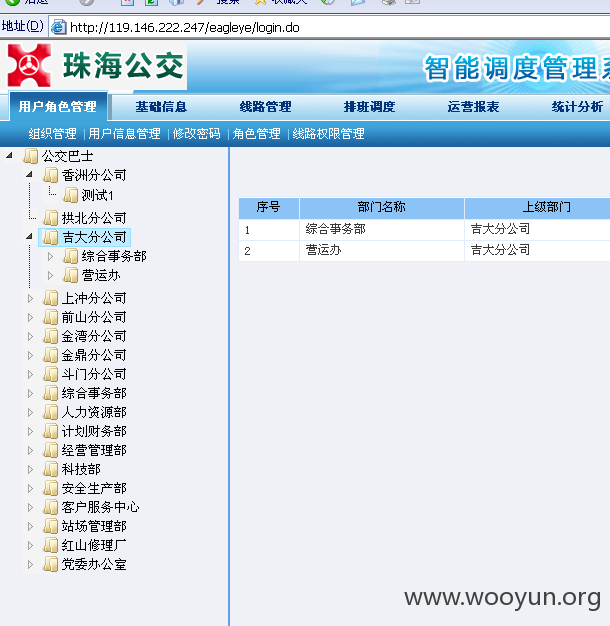 后退 搜索 收藏夹
地址(D) http://119.146.222.247/eagleye/login.do
珠海公交 智能调度管理系
用户角色管理 基础信息 线路管理 排班调度 运营报表 统计分析
组织管理 | 用户信息管理 | 修改密码 | 角色管理 | 线路权限管理
公交巴士
香洲分公司
测试1
拱北分公司
吉大分公司
综合事务部
营运办
上冲分公司
前山分公司
金湾分公司
金鼎分公司
斗门分公司
综合事务部
人力资源部
计划财务部
经营管理部
科技部
安全生产部
客户服务中心
站场管理部
红山修理厂
党委办公室
序号 部门名称 上级部门
1 综合事务部 吉大分公司
2 营运办 吉大分公司
www.wooyun.org